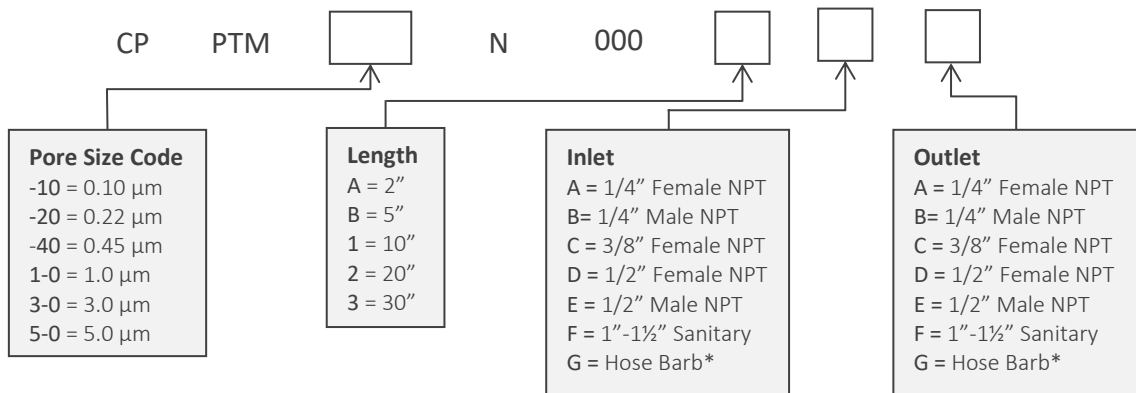 CP PTM N 000
Pore Size Code
-10 = 0.10 µm
-20 = 0.22 µm
-40 = 0.45 µm
1-0 = 1.0 µm
3-0 = 3.0 µm
5-0 = 5.0 µm
Length
A = 2”
B = 5”
1 = 10”
2 = 20”
3 = 30”
Inlet
A = 1/4” Female NPT
B= 1/4” Male NPT
C = 3/8” Female NPT
D = 1/2” Female NPT
E = 1/2” Male NPT
F = 1”-1½” Sanitary
G = Hose Barb*
Outlet
A = 1/4” Female NPT
B= 1/4” Male NPT
C = 3/8” Female NPT
D = 1/2” Female NPT
E = 1/2” Male NPT
F = 1”-1½” Sanitary
G = Hose Barb*